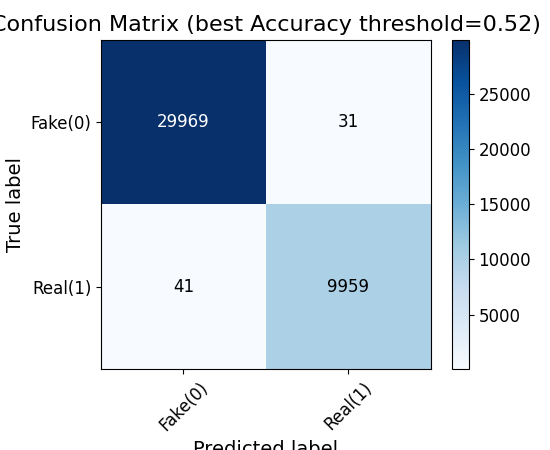 Confusion Matrix (best Accuracy threshold=0.52)
Fake(0)
29969
31
Real(1)
41
9959
True label
Fake(0)
Real(1)
Predicted label
25000
20000
15000
10000
5000